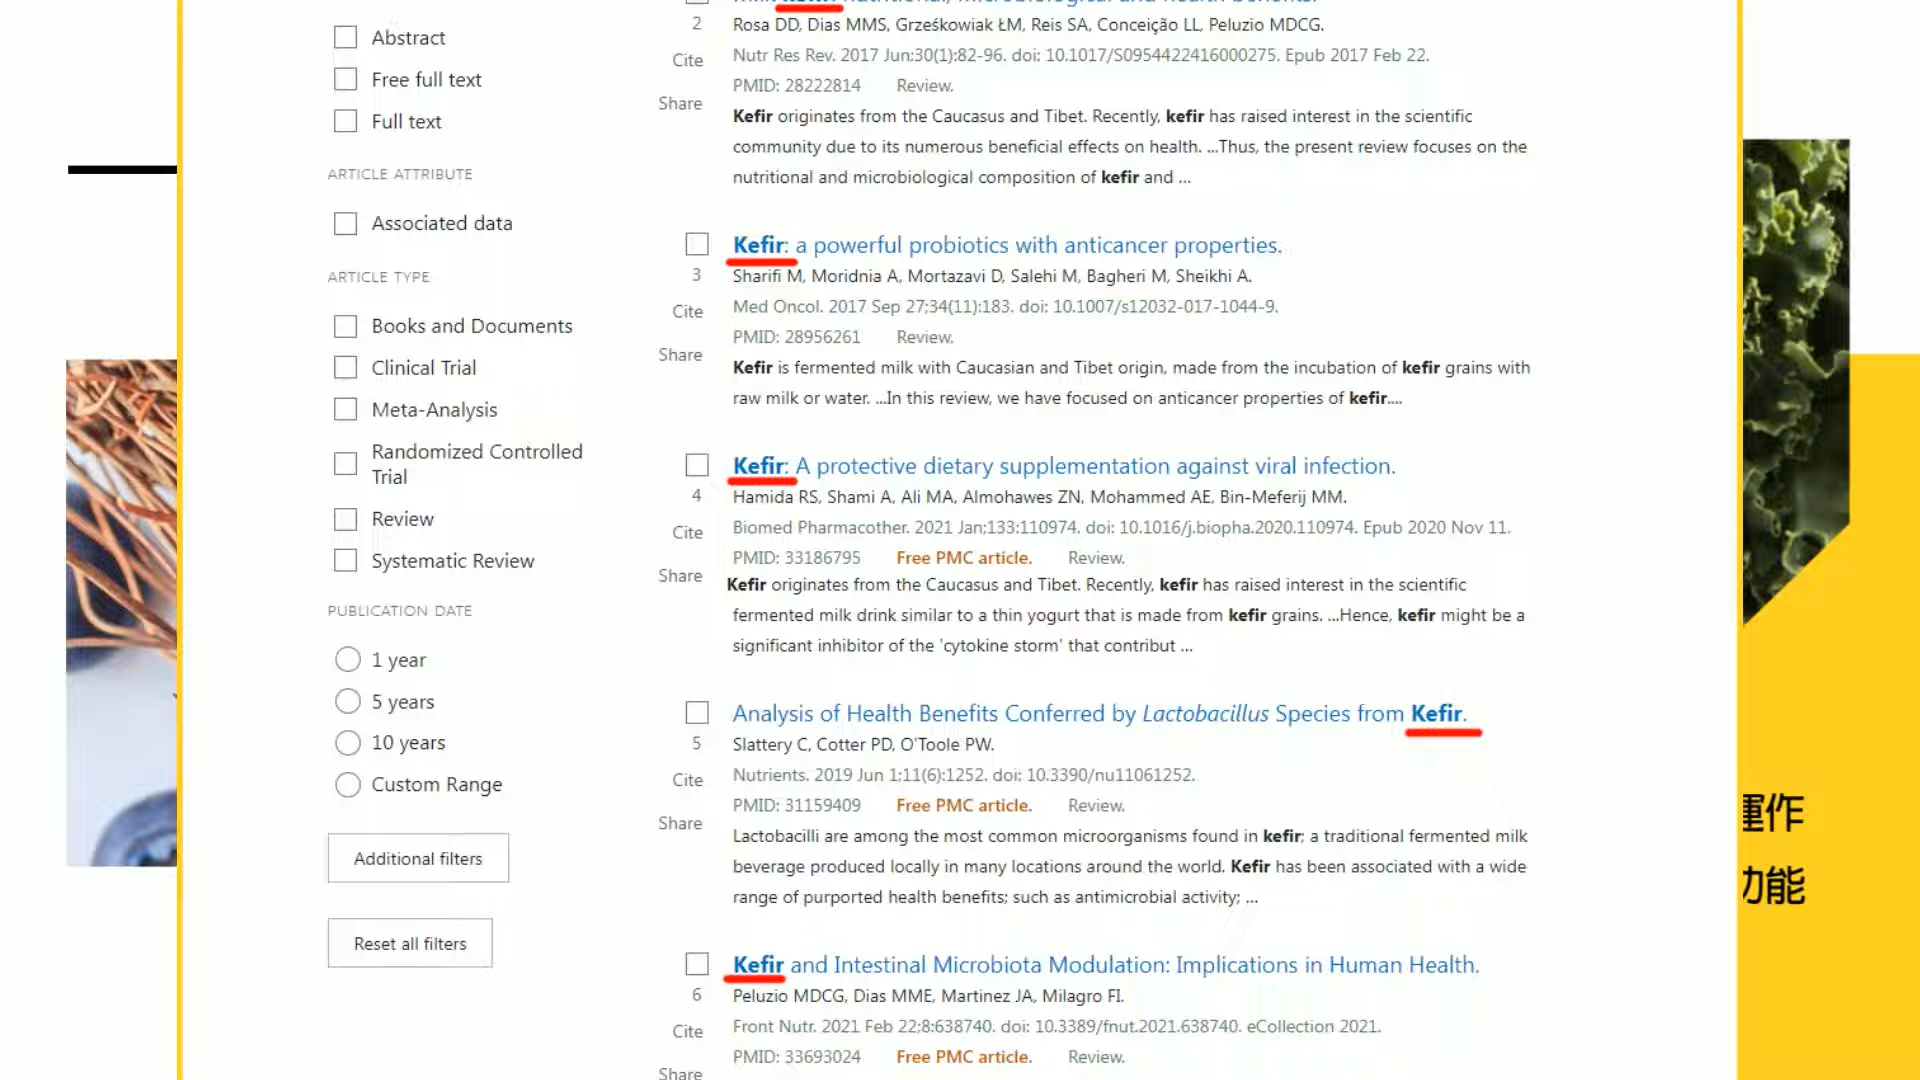 Abstract
Free full text
Full text
ARTICLE ATTRIBUTE
Associated data
ARTICLE TYPE
Books and Documents
Clinical Trial
Meta-Analysis
Randomized Controlled
Trial
Review
Systematic Review
PUBLICATION DATE
1 year
5 years
10 years
Custom Range
Additional filters
Reset all filters
2
Rosa DD, Dias MMS, Grześkowiak ŁM, Reis SA, Conceição LL, Peluzio MDCG.
Cite
Nutr Res Rev. 2017 Jun;30(1):82-96. doi: 10.1017/S0954422416000275. Epub 2017 Feb 22.
PMID: 28222814 Review.
Share
Kefir originates from the Caucasus and Tibet. Recently, kefir has raised interest in the scientific
community due to its numerous beneficial effects on health. ...Thus, the present review focuses on the
nutritional and microbiological composition of kefir and ...
Kefir: a powerful probiotics with anticancer properties.
3
Sharifi M, Moridnia A, Mortazavi D, Salehi M, Bagheri M, Sheikhi A.
Cite
Med Oncol. 2017 Sep 27;34(11):183. doi: 10.1007/s12032-017-1044-9.
PMID: 28956261 Review.
Share
Kefir is fermented milk with Caucasian and Tibet origin, made from the incubation of kefir grains with
raw milk or water. ...In this review, we have focused on anticancer properties of kefir....
Kefir: A protective dietary supplementation against viral infection.
4
Hamida RS, Shami A, Ali MA, Almohawes ZN, Mohammed AE, Bin-Meferij MM.
Cite
Biomed Pharmacother. 2021 Jan;133:110974. doi: 10.1016/j.biopha.2020.110974. Epub 2020 Nov 11.
PMID: 33186795 Free PMC article. Review.
Share
Kefir originates from the Caucasus and Tibet. Recently, kefir has raised interest in the scientific
fermented milk drink similar to a thin yogurt that is made from kefir grains. ...Hence, kefir might be a
significant inhibitor of the 'cytokine storm' that contribut ...
Analysis of Health Benefits Conferred by Lactobacillus Species from Kefir.
5
Slattery C, Cotter PD, O'Toole PW.
Cite
Nutrients. 2019 Jun 1;11(6):1252. doi: 10.3390/nu11061252.
PMID: 31159409 Free PMC article. Review.
Share
Lactobacilli are among the most common microorganisms found in kefir; a traditional fermented milk
beverage produced locally in many locations around the world. Kefir has been associated with a wide
range of purported health benefits; such as antimicrobial activity; ...
Kefir and Intestinal Microbiota Modulation: Implications in Human Health.
6
Peluzio MDCG, Dias MME, Martinez JA, Milagro FI.
Cite
Front Nutr. 2021 Feb 22;8:638740. doi: 10.3389/fnut.2021.638740. eCollection 2021.
PMID: 33693024 Free PMC article. Review.
Share
運作
功能